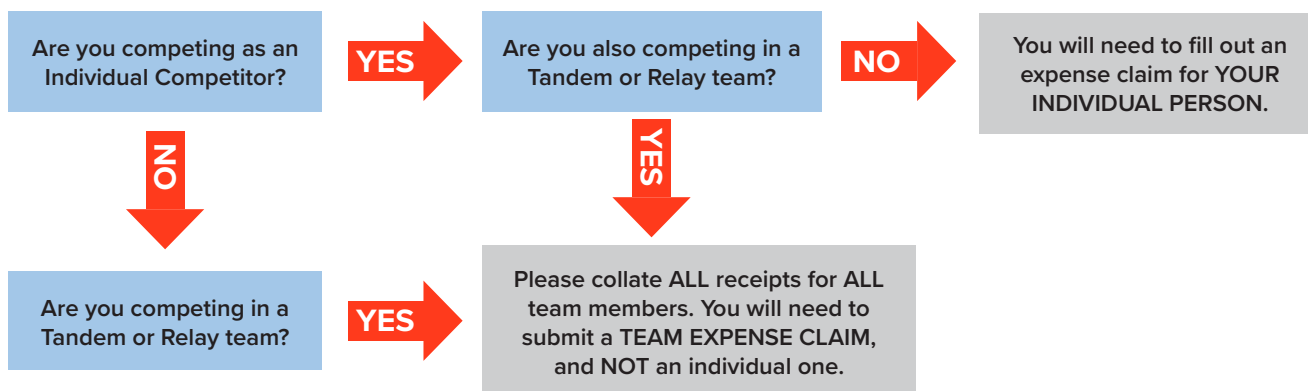 Are you competing as an
Individual Competitor?
YES
Are you also competing in a
Tandem or Relay team?
NO
You will need to fill out an
expense claim for YOUR
INDIVIDUAL PERSON.
NO
YES
Are you competing in a
Tandem or Relay team?
YES
Please collate ALL receipts for ALL
team members. You will need to
submit a TEAM EXPENSE CLAIM,
and NOT an individual one.